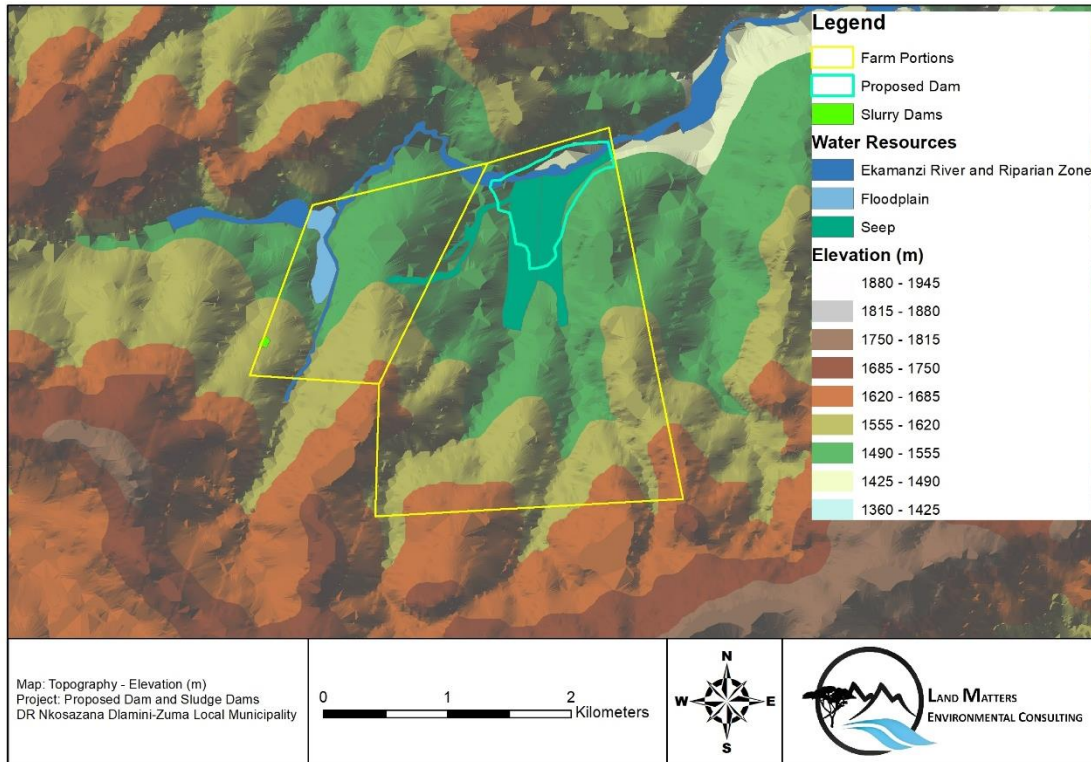 Legend
Farm Portions
Proposed Dam
Slurry Dams
Water Resources
Ekamanzi River and Riparian Zone
Floodplain
Seep
Elevation (m)
1880 - 1945
1815 - 1880
1750 - 1815
1685 - 1750
1620 - 1685
1555 - 1620
1490 - 1555
1425 - 1490
1360 - 1425
Map: Topography - Elevation (m)
Project: Proposed Dam and Sludge Dams
DR Nkosazana Dlamini-Zuma Local Municipality
0 1 2
Kilometers
N
W E
S
LAND MATTERS
ENVIRONMENTAL CONSULTING